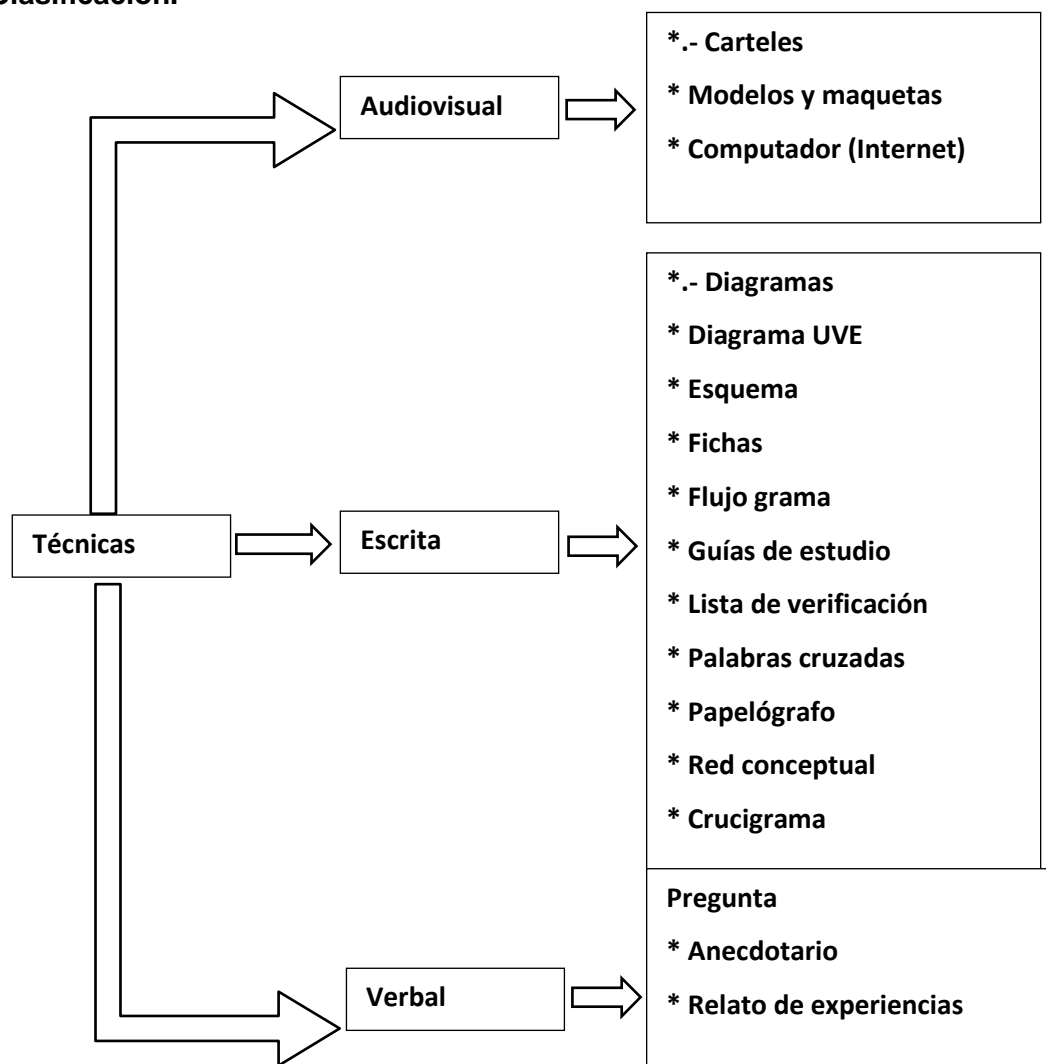 Clasificación.
Audiovisual
*.- Carteles
* Modelos y maquetas
* Computador (Internet)
Técnicas
Escrita
*.- Diagramas
* Diagrama UVE
* Esquema
* Fichas
* Flujo grama
* Guías de estudio
* Lista de verificación
* Palabras cruzadas
* Papelógrafo
* Red conceptual
* Crucigrama
Verbal
Pregunta
* Anecdotario
* Relato de experiencias